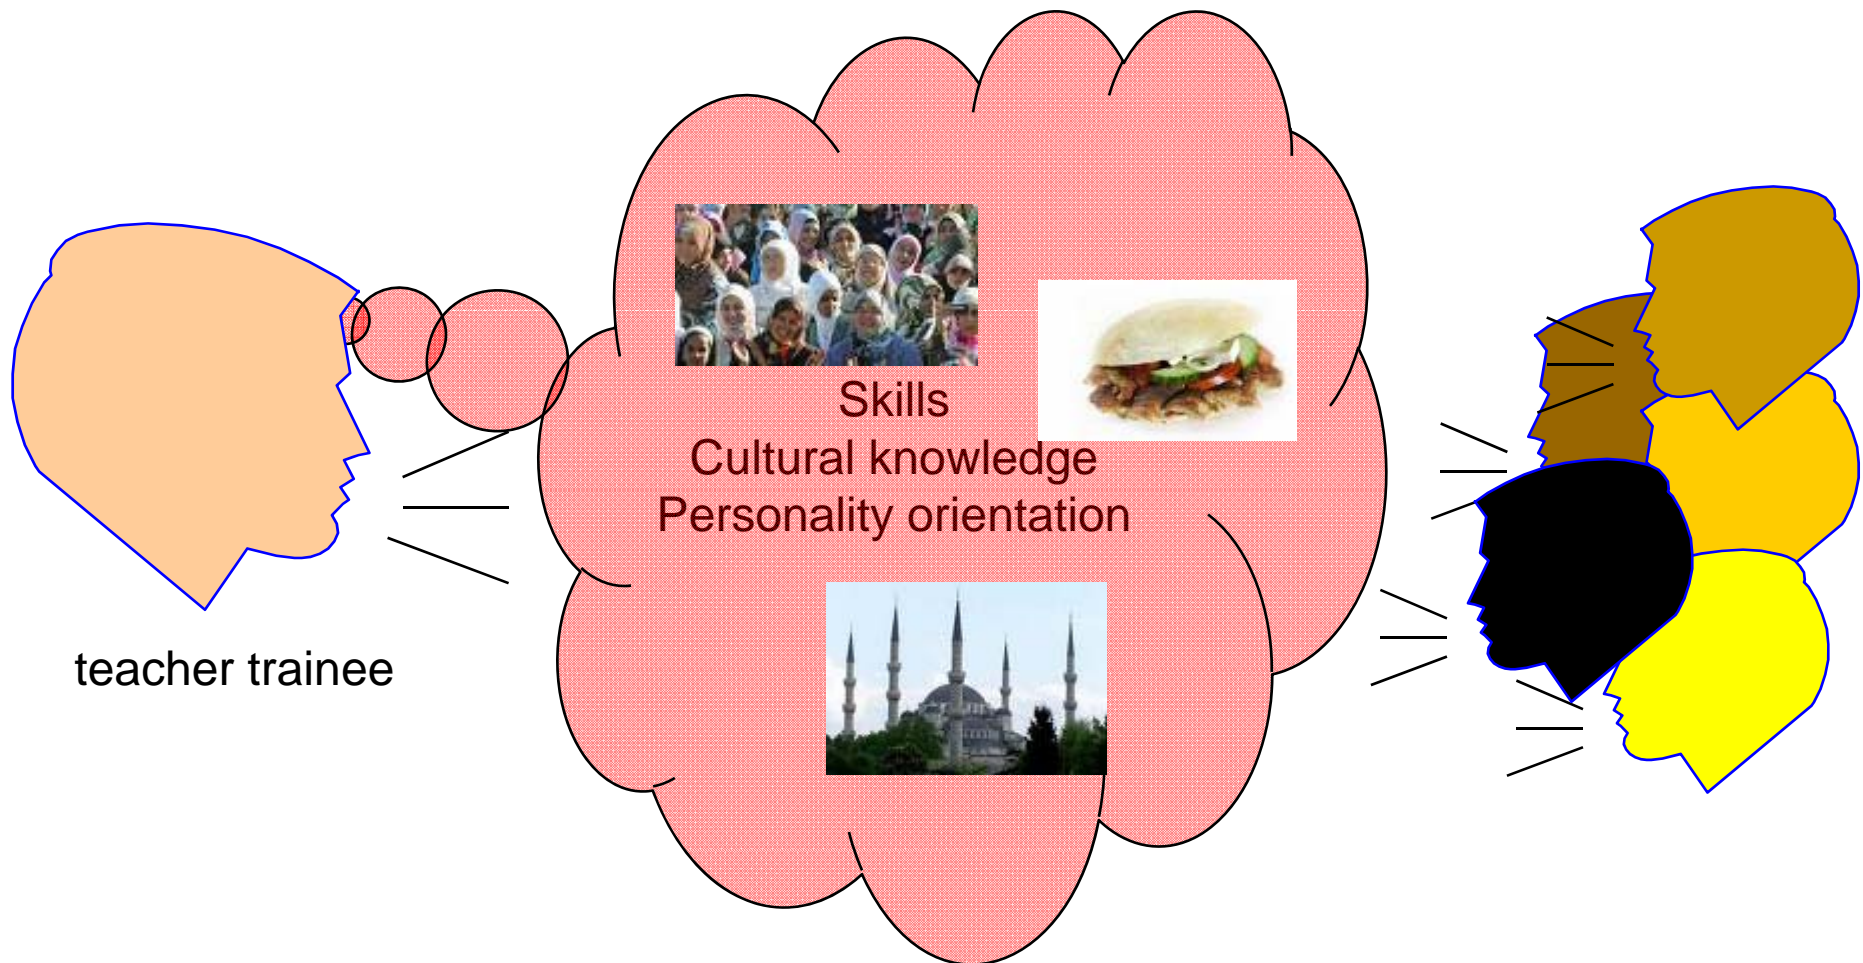 Skills
Cultural knowledge
Personality orientation
teacher trainee